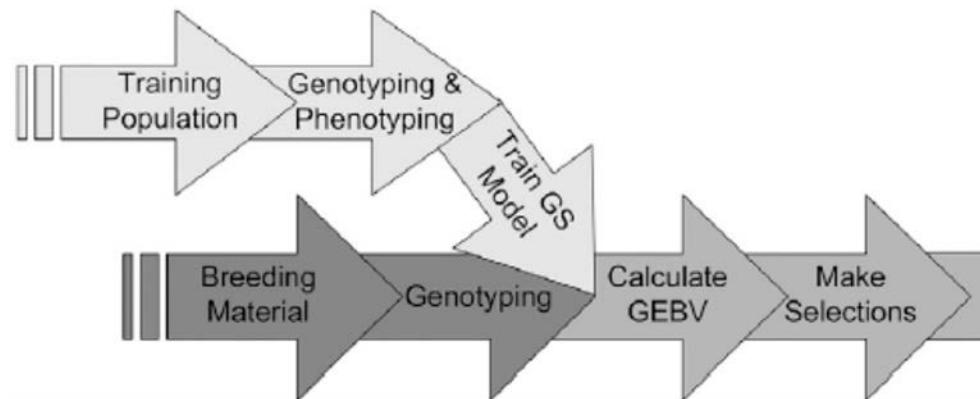 Training
Population
Genotyping &
Phenotyping
Train GS
Model
Breeding
Material
Genotyping
Calculate
GEBV
Make
Selections